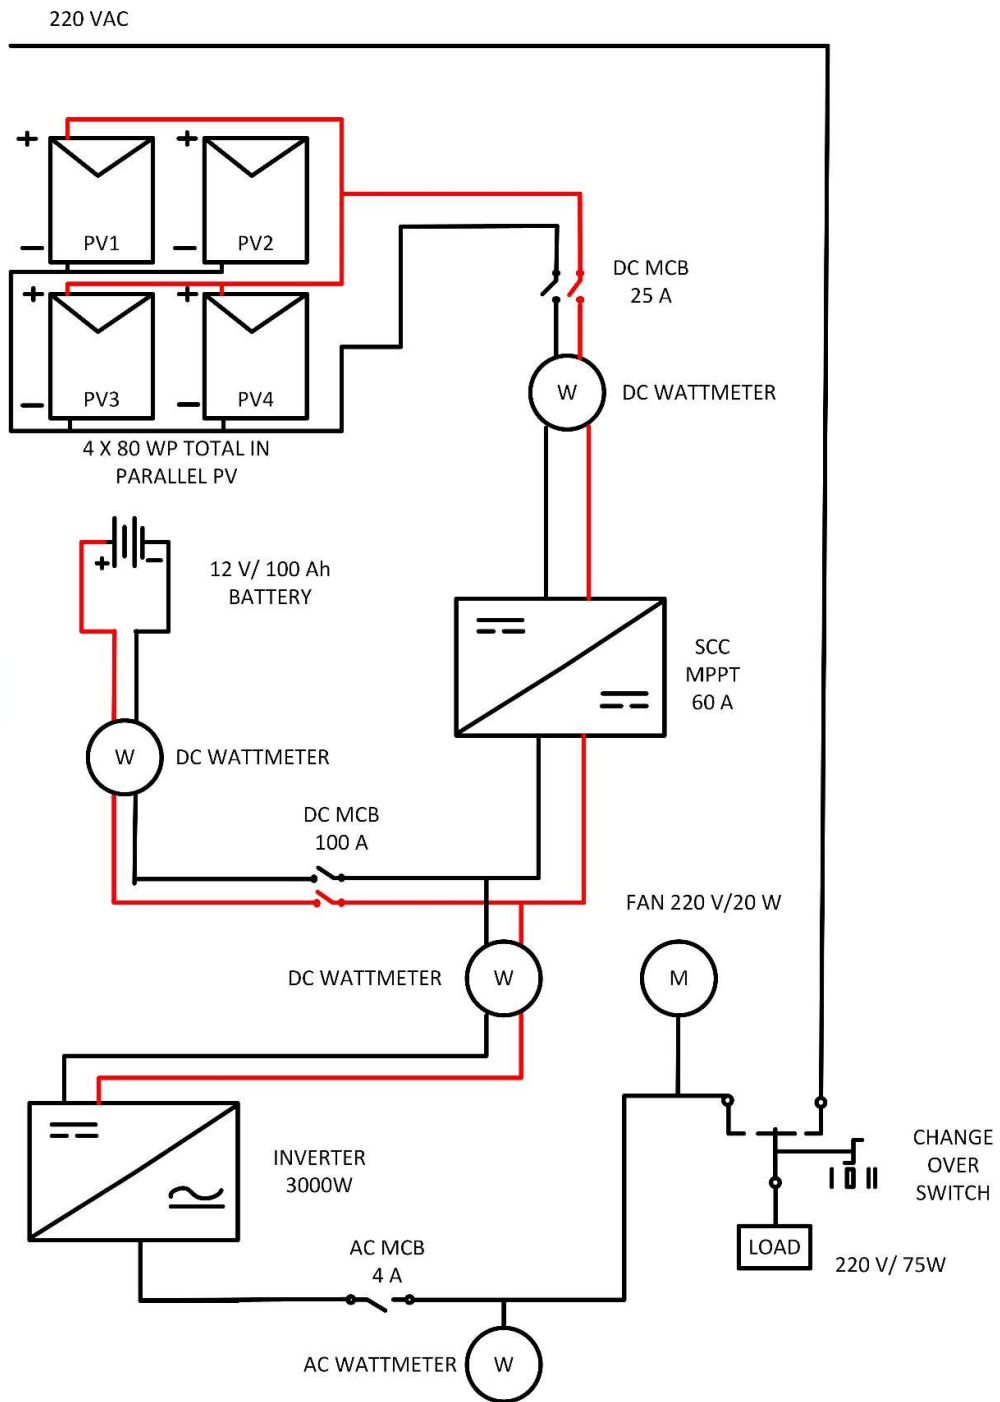 220 VAC
+
+
PV1
PV2
—
—
+
+
PV3
PV4
—
—
4 X 80 WP TOTAL IN
PARALLEL PV
DC MCB
25 A
W
DC WATTMETER
+
—
12 V/ 100 Ah
BATTERY
SCC
MPPT
60 A
W
DC WATTMETER
DC MCB
100 A
FAN 220 V/20 W
DC WATTMETER
W
M
INVERTER
3000W
CHANGE
OVER
SWITCH
I 0 II
LOAD
220 V/ 75W
AC MCB
4 A
AC WATTMETER
W